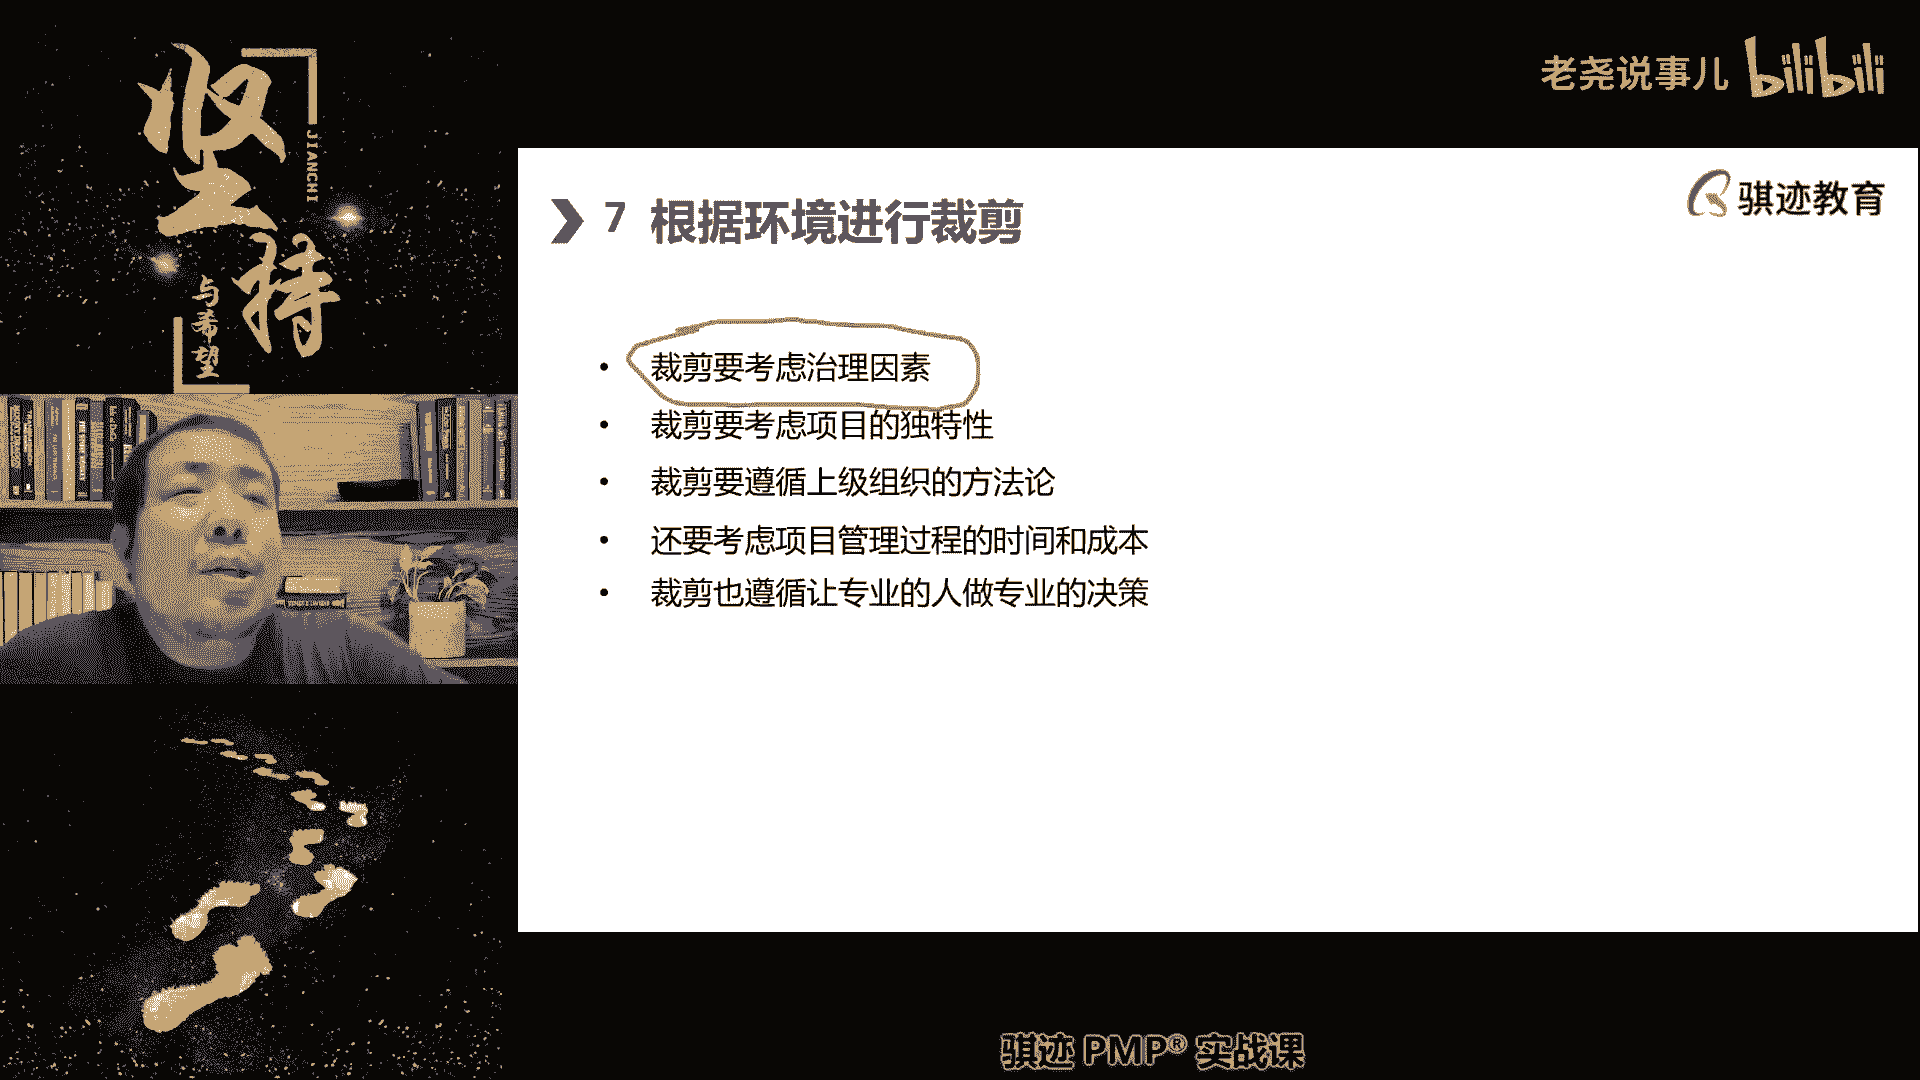 坚持
JIANCHI
与希望
老尧说事儿 bilibili
骐迹教育
7 根据环境进行裁剪
• 裁剪要考虑治理因素
• 裁剪要考虑项目的独特性
• 裁剪要遵循上级组织的方法论
• 还要考虑项目管理过程的时间和成本
• 裁剪也遵循让专业的人做专业的决策
骐迹 PMP® 实战课